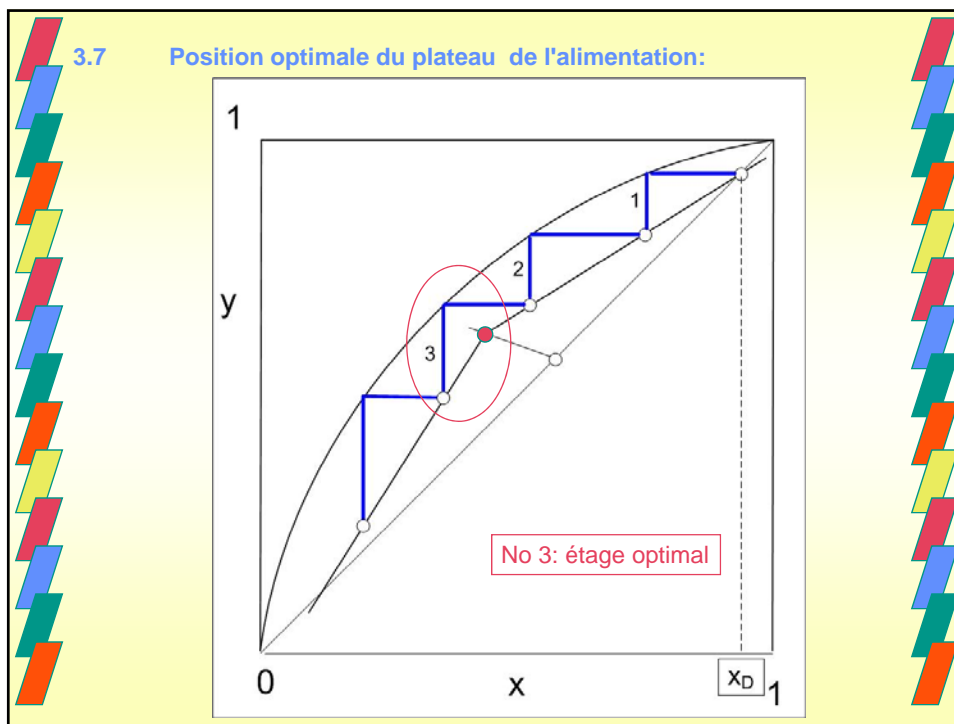 3.7 Position optimale du plateau de l'alimentation:
1
1
2
y
3
No 3: étage optimal
0
x
xD
1